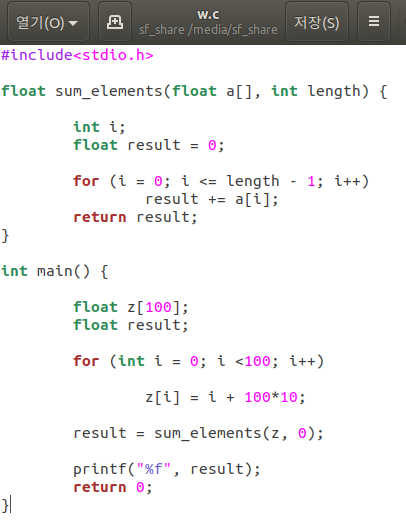 열기(O)
w.c
sf_share /media/sf_share
저장(S)
#include<stdio.h>
float sum_elements(float a[], int length) {
int i;
float result = 0;
for (i = 0; i <= length - 1; i++)
result += a[i];
return result;
}
int main() {
float z[100];
float result;
for (int i = 0; i <100; i++)
z[i] = i + 100*10;
result = sum_elements(z, 0);
printf("%f", result);
return 0;
}